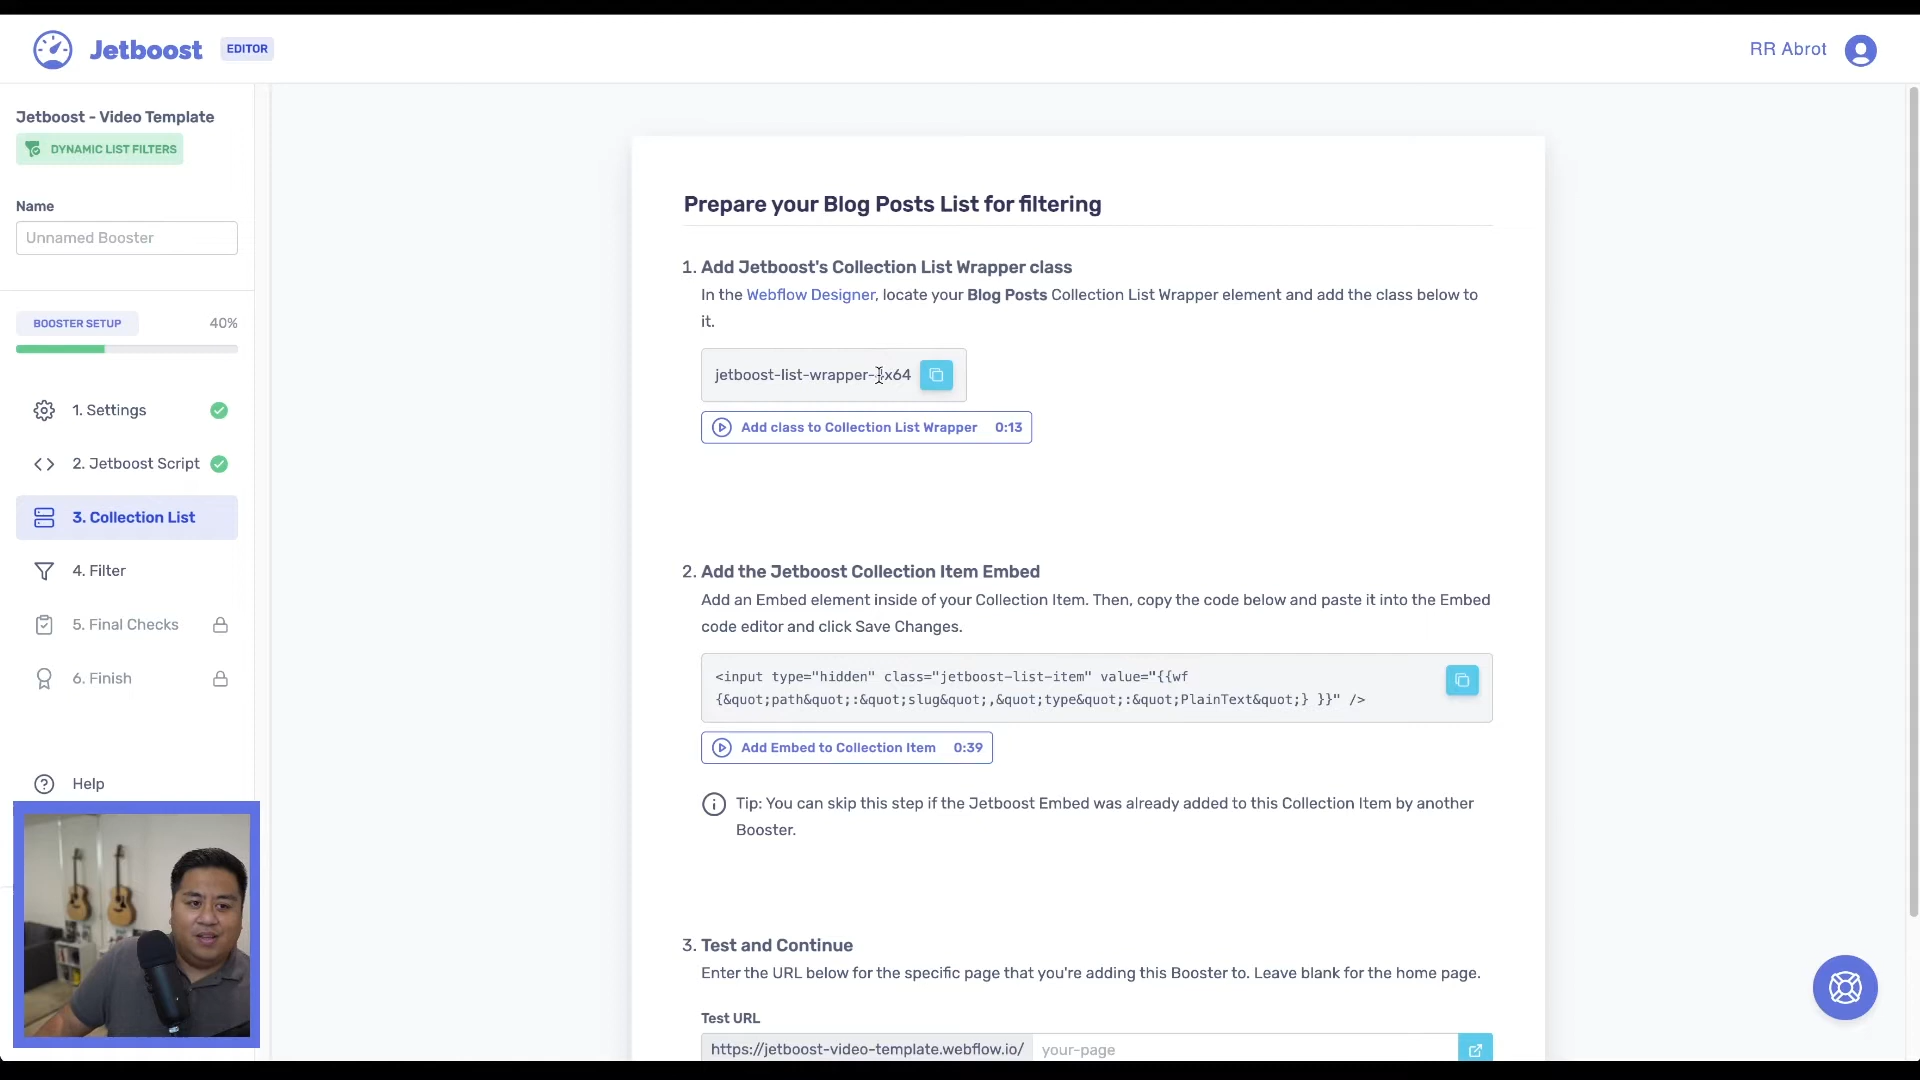 Jetboost EDITOR
RR Abrot
Jetboost - Video Template
DYNAMIC LIST FILTERS
Name
Unnamed Booster
BOOSTER SETUP 40%
1. Settings
2. Jetboost Script
3. Collection List
4. Filter
5. Final Checks
6. Finish
Help
Prepare your Blog Posts List for filtering
1. Add Jetboost's Collection List Wrapper class
In the Webflow Designer, locate your Blog Posts Collection List Wrapper element and add the class below to
it.
Add class to Collection List Wrapper 0:13
2. Add the Jetboost Collection Item Embed
Add an Embed element inside of your Collection Item. Then, copy the code below and paste it into the Embed
code editor and click Save Changes.
<input type="hidden" class="jetboost-list-item" value="{{wf
{&quot;path&quot;:&quot;slug&quot;,&quot;type&quot;:&quot;PlainText&quot;} }}" />
Add Embed to Collection Item 0:39
Tip: You can skip this step if the Jetboost Embed was already added to this Collection Item by another
Booster.
3. Test and Continue
Enter the URL below for the specific page that you're adding this Booster to. Leave blank for the home page.
Test URL
https://jetboost-video-template.webflow.io/ your-page